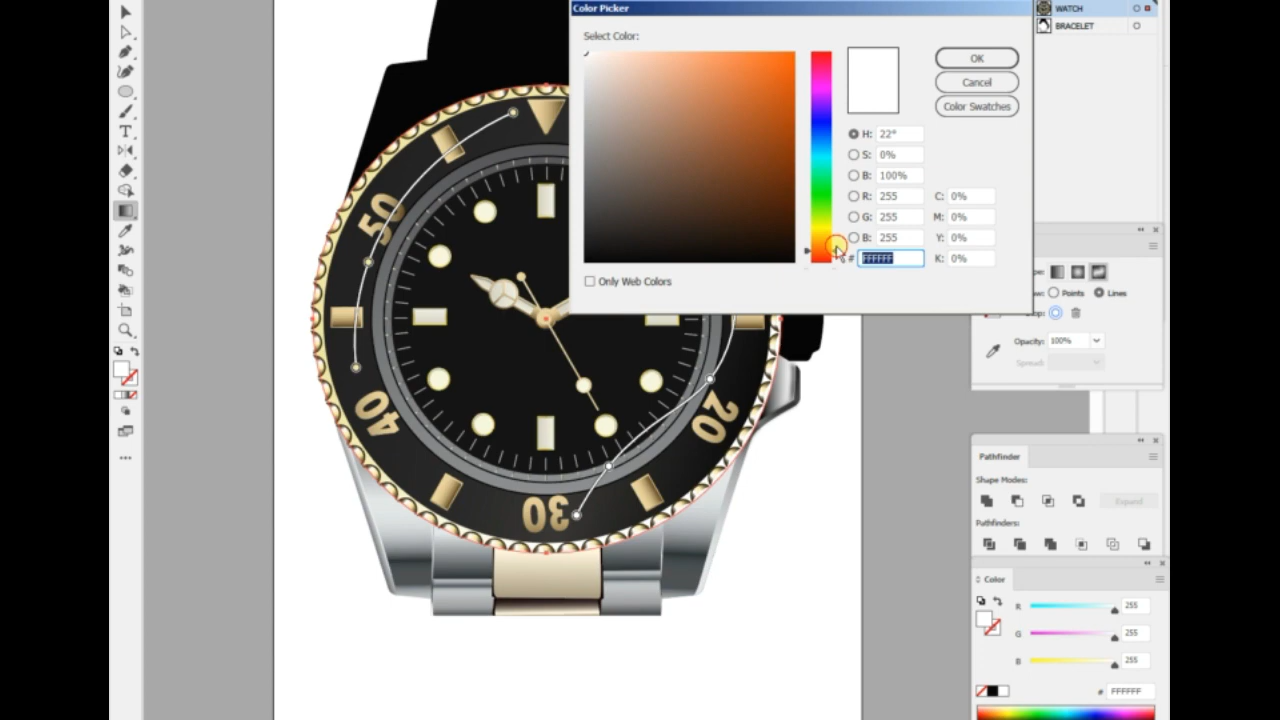 Color Picker
WATCH
BRACELET
Select Color:
OK
Cancel
Color Swatches
H: 22°
S: 0%
B: 100%
R: 255 C: 0%
G: 255 M: 0%
B: 255 Y: 0%
# FFFFFF K: 0%
Only Web Colors
Points Lines
Opacity: 100%
Spread:
Pathfinder
Shape Modes:
Expand
Pathfinders:
Color
R 255
G 255
B 255
# FFFFFF
50
40
30
20
T